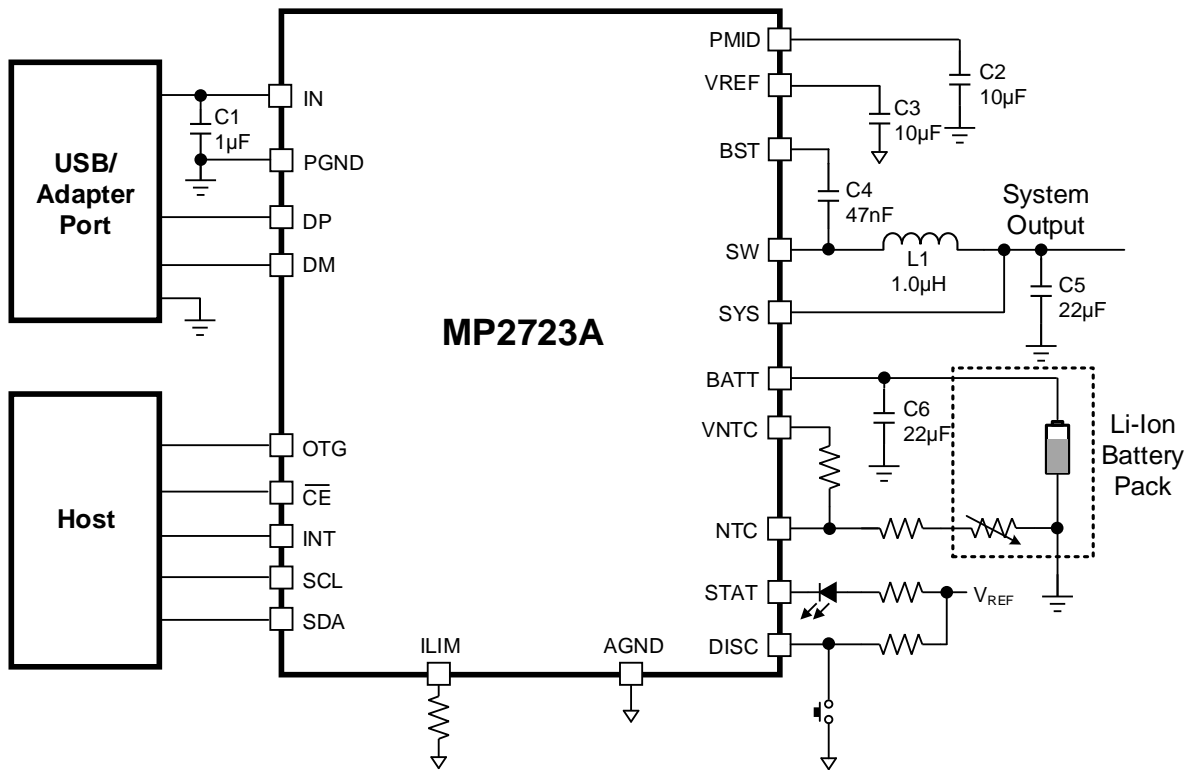 PMID
C2
10µF
VREF
C3
10µF
IN
C1
1µF
USB/
Adapter
Port
PGND
BST
C4
47nF
System
Output
DP
DM
SW
L1
1.0µH
C5
22µF
SYS
MP2723A
BATT
C6
22µF
VNTC
Li-Ion
Battery
Pack
Host
OTG
CE
INT
SCL
SDA
NTC
STAT
VREF
DISC
ILIM
AGND